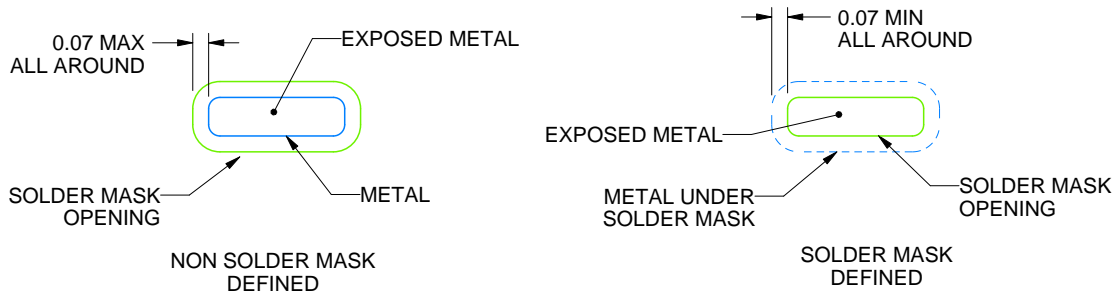 0.07 MAX
ALL AROUND
EXPOSED METAL
SOLDER MASK
OPENING
METAL
NON SOLDER MASK
DEFINED
0.07 MIN
ALL AROUND
EXPOSED METAL
METAL UNDER
SOLDER MASK
SOLDER MASK
OPENING
SOLDER MASK
DEFINED